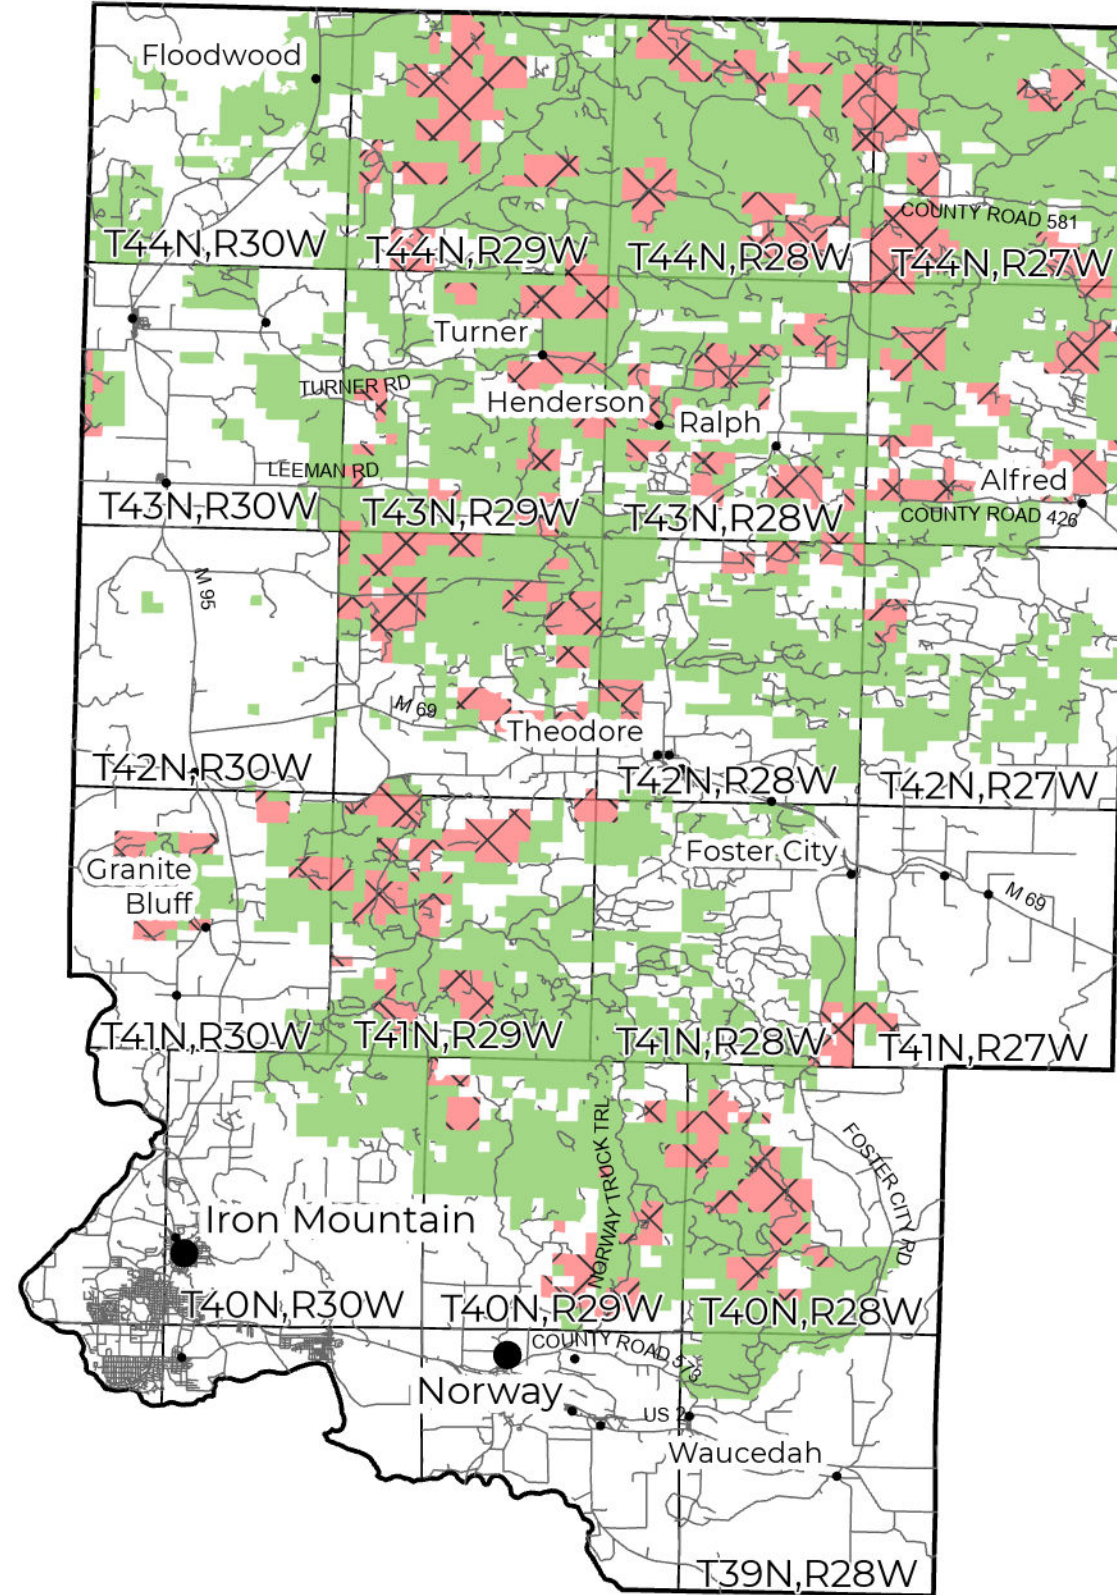 Floodwood
COUNTY ROAD 581
T44N,R30W
T44N,R29W
T44N,R28W
T44N,R27W
Turner
TURNER RD
Henderson
Ralph
LEEMAN RD
Alfred
T43N,R30W
T43N,R29W
T43N,R28W
COUNTY ROAD 426
M 95
M 69
Theodore
T42N,R30W
T42N,R28W
T42N,R27W
Granite
Bluff
Foster City
M 69
T41N,R30W
T41N,R29W
T41N,R28W
T41N,R27W
NORWAY TRUCK TRL
FOSTER CITY RD
Iron Mountain
T40N,R30W
T40N,R29W
T40N,R28W
COUNTY ROAD 573
Norway
US 2
Waucedah
T39N,R28W